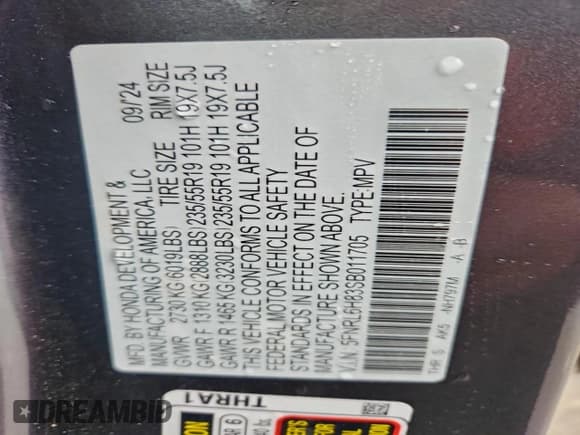 MFD. BY HONDA DEVELOPMENT &
MANUFACTURING OF AMERICA, LLC 09/24
GVWR 2730 KG (6019LBS) TIRE SIZE RIM SIZE
GAWR F 1310 KG (2888LBS) 235/55R19 101H 19X7.5J
GAWR R 1465 KG (3230LBS) 235/55R19 101H 19X7.5J
THIS VEHICLE CONFORMS TO ALL APPLICABLE
FEDERAL MOTOR VEHICLE SAFETY
STANDARDS IN EFFECT ON THE DATE OF
MANUFACTURE SHOWN ABOVE.
V.I.N: 5FNRL6H83SB011705 TYPE:MPV
THR S AK5 NH797M A B
THRA1
DREAMBID